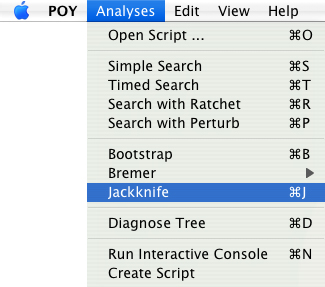 POY Analyses Edit View Help
Open Script ... ⌘O
Simple Search ⌘S
Timed Search ⌘T
Search with Ratchet ⌘R
Search with Perturb ⌘P
Bootstrap ⌘B
Bremer
Jackknife ⌘J
Diagnose Tree ⌘D
Run Interactive Console ⌘N
Create Script